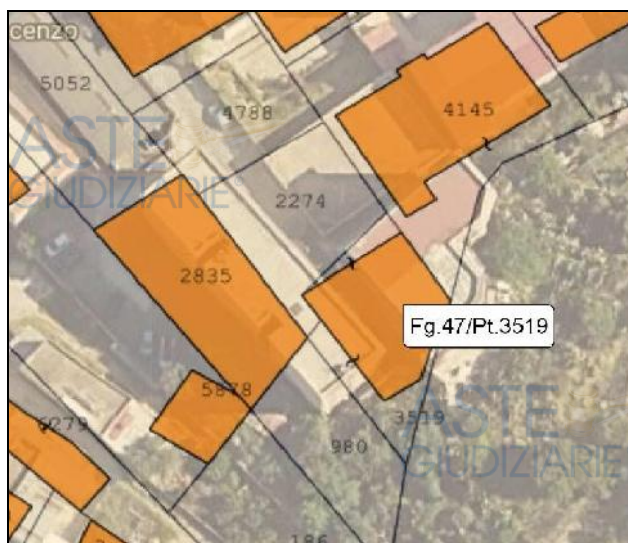 cenzo
5052
4788
4145
ASTE
GIUDIZIARIE®
2274
2835
Fg.47/Pt.3519
5878
6279
3519
980
ASTE
GIUDIZIARIE
186